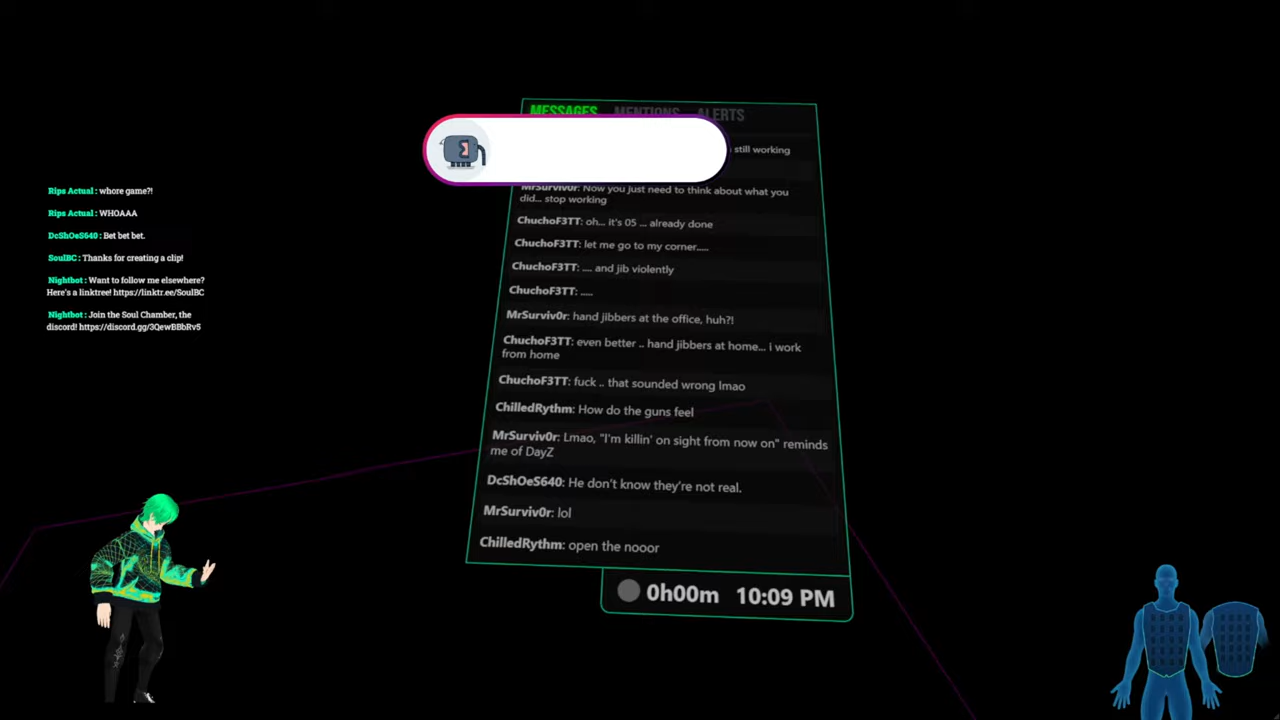 Rips Actual : whore game?!
Rips Actual : WHOAAA
DcShOeS640 : Bet bet bet.
SoulBC : Thanks for creating a clip!
Nightbot : Want to follow me elsewhere?
Here's a linktree! https://linktr.ee/SoulBC
Nightbot : Join the Soul Chamber, the
discord! https://discord.gg/3QewBBbRv5
MESSAGES MENTIONS ALERTS
still working
MrSurviv0r: Now you just need to think about what you
did... stop working
ChuchoF3TT: oh... it's 05 ... already done
ChuchoF3TT: let me go to my corner.....
ChuchoF3TT: .... and jib violently
ChuchoF3TT: .....
MrSurviv0r: hand jibbers at the office, huh?!
ChuchoF3TT: even better .. hand jibbers at home... i work
from home
ChuchoF3TT: fuck .. that sounded wrong lmao
ChilledRythm: How do the guns feel
MrSurviv0r: Lmao, "I'm killin' on sight from now on" reminds
me of DayZ
DcShOeS640: He don't know they're not real.
MrSurviv0r: lol
ChilledRythm: open the nooor
0h00m 10:09 PM